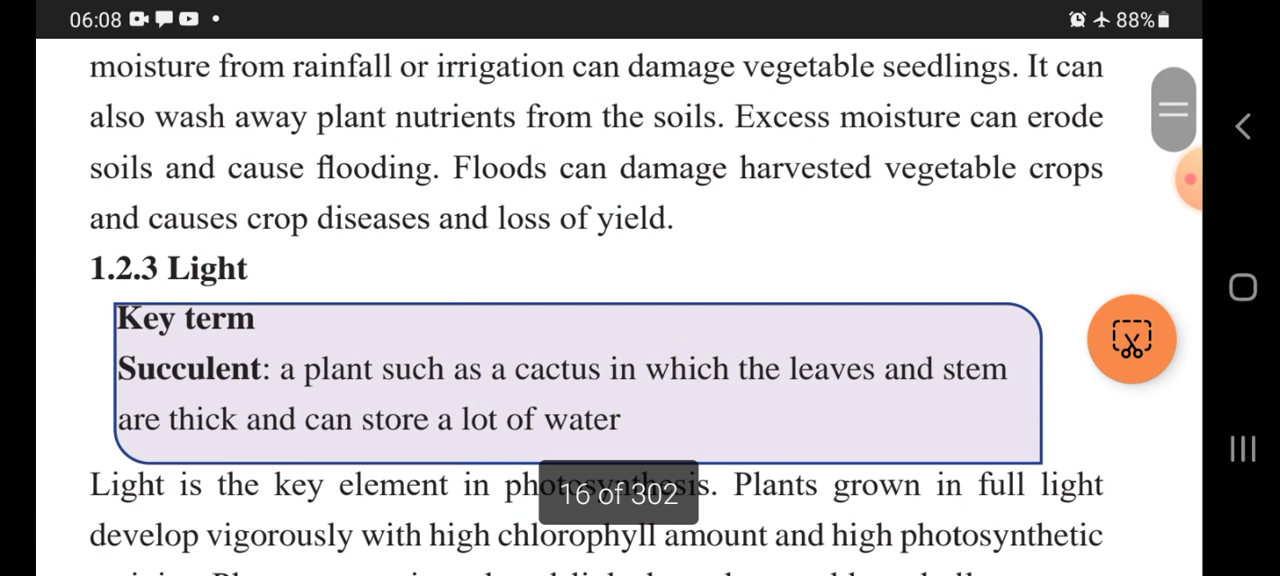 06:08
88%
moisture from rainfall or irrigation can damage vegetable seedlings. It can
also wash away plant nutrients from the soils. Excess moisture can erode
soils and cause flooding. Floods can damage harvested vegetable crops
and causes crop diseases and loss of yield.
1.2.3 Light
Key term
Succulent: a plant such as a cactus in which the leaves and stem
are thick and can store a lot of water
Light is the key element in photosynthesis. Plants grown in full light
16 of 302
develop vigorously with high chlorophyll amount and high photosynthetic